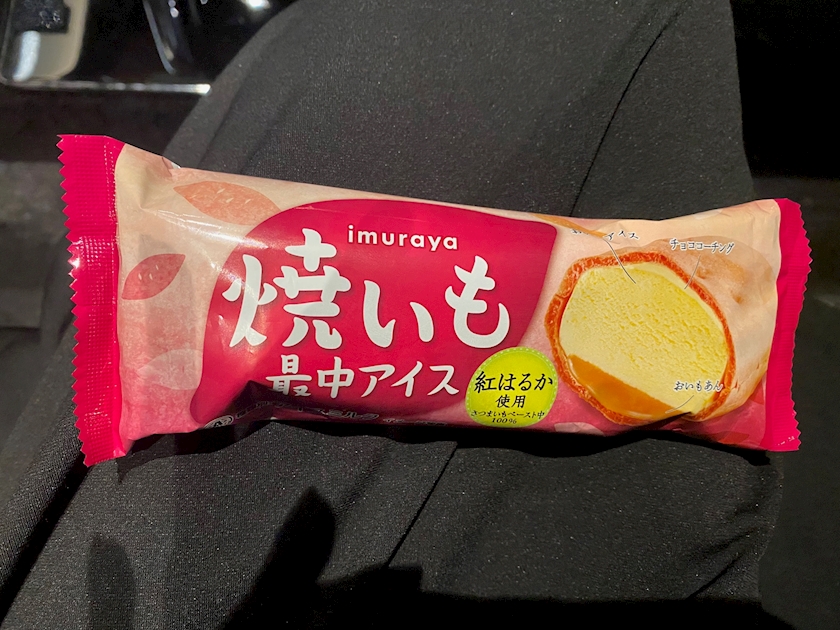 imuraya
焼いも
最中アイス
紅はるか
使用
さつまいもペースト中
100%
チョココーチング
おいもあん